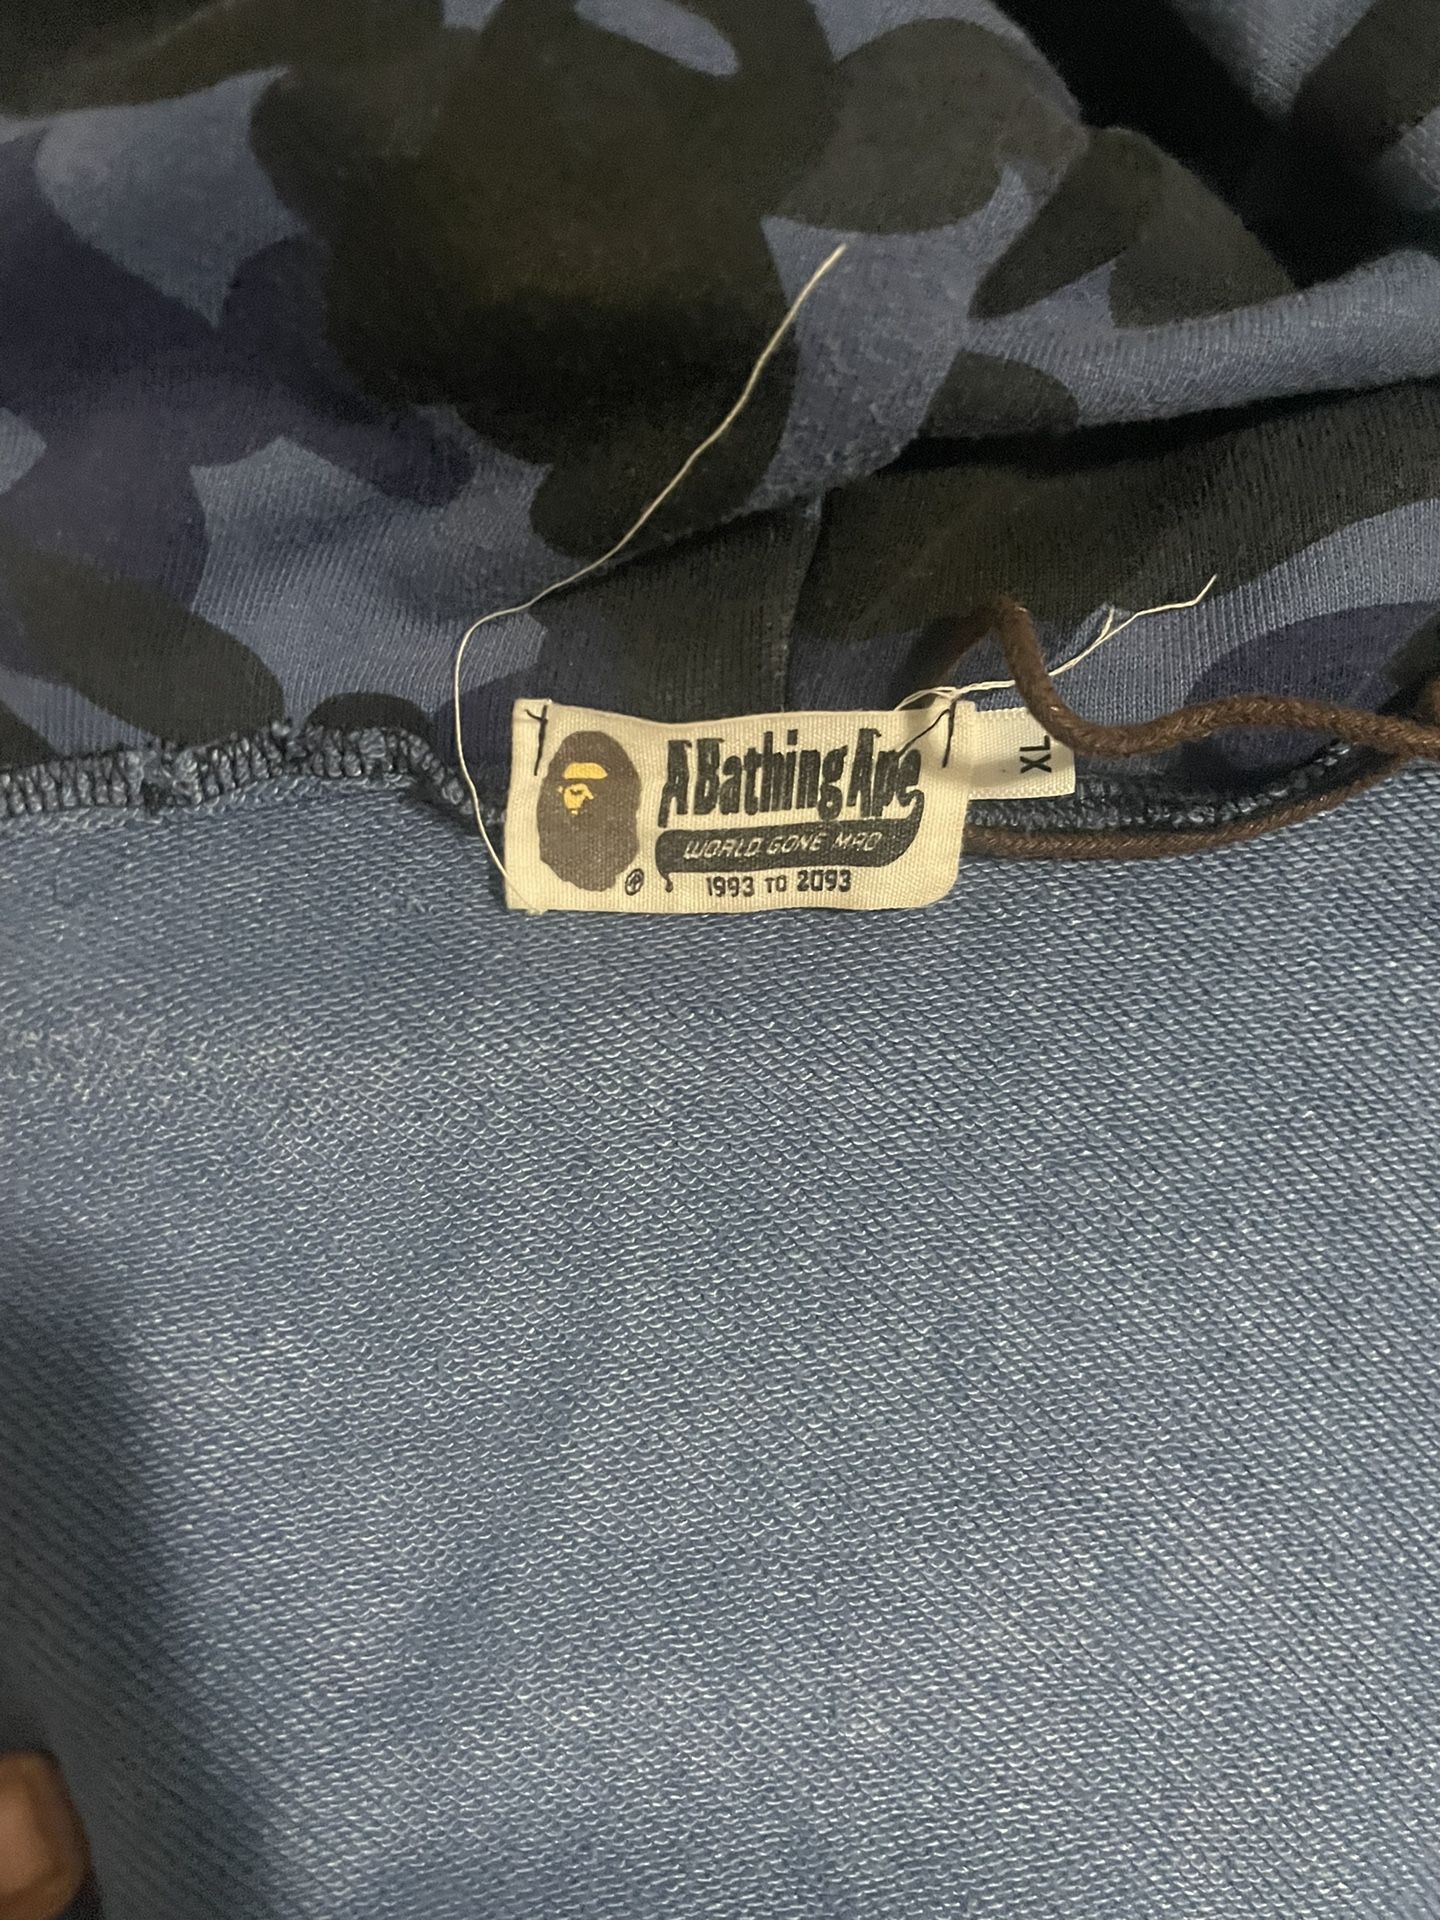 A Bathing Ape
WORLD GONE MAD
1993 TO 2093
XL